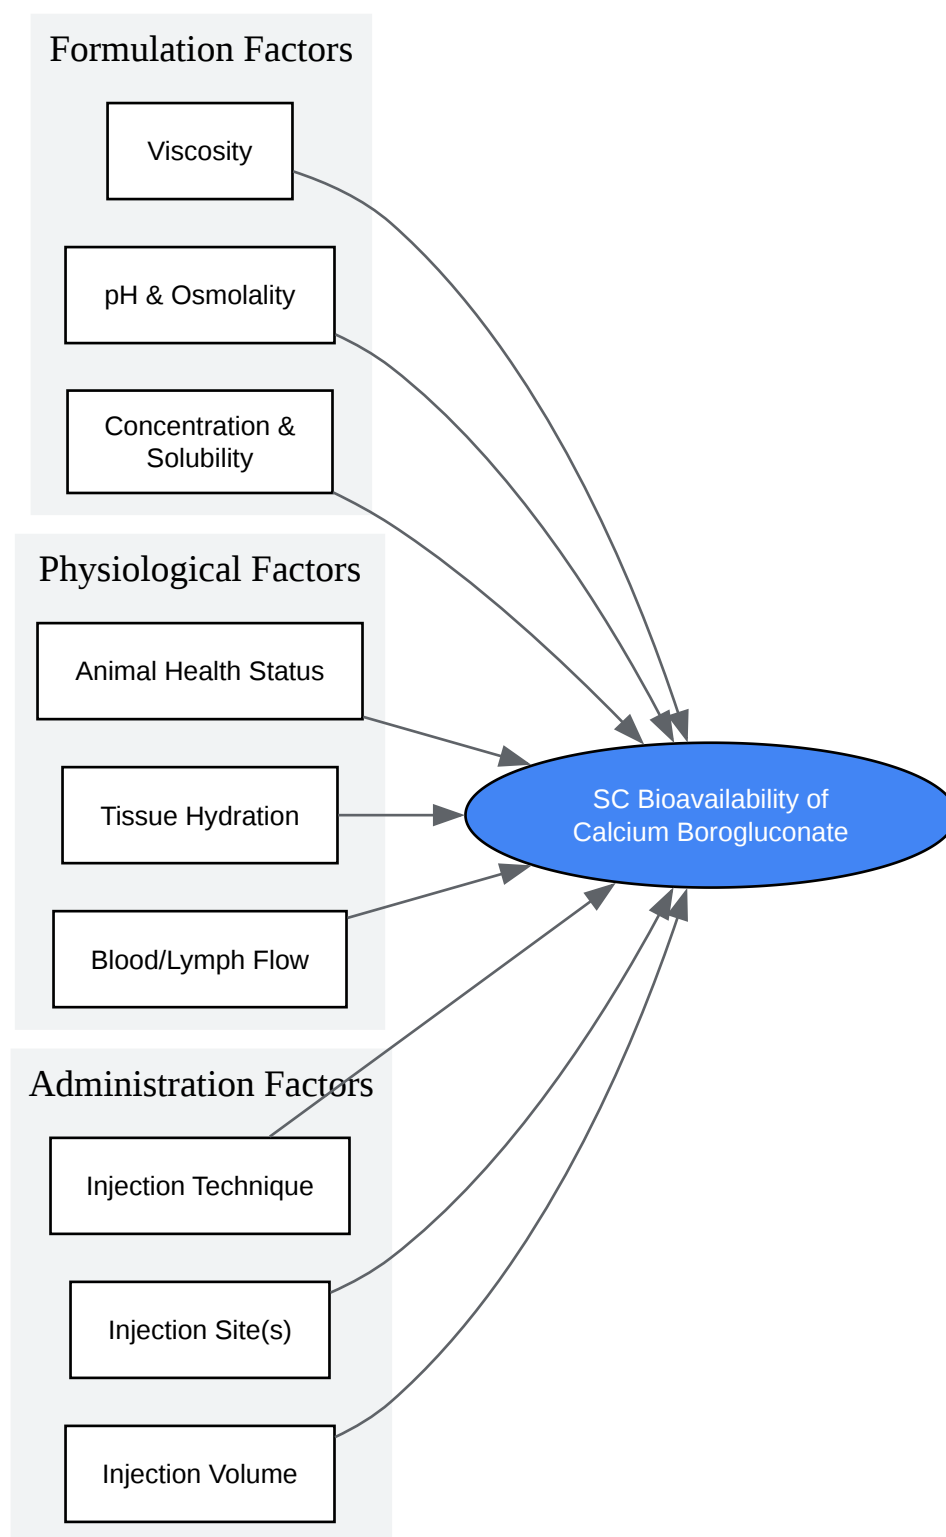 Formulation Factors
Viscosity
pH & Osmolality
Concentration &
Solubility
Physiological Factors
Animal Health Status
Tissue Hydration
Blood/Lymph Flow
SC Bioavailability of
Calcium Borogluconate
Administration Factors
Injection Technique
Injection Site(s)
Injection Volume